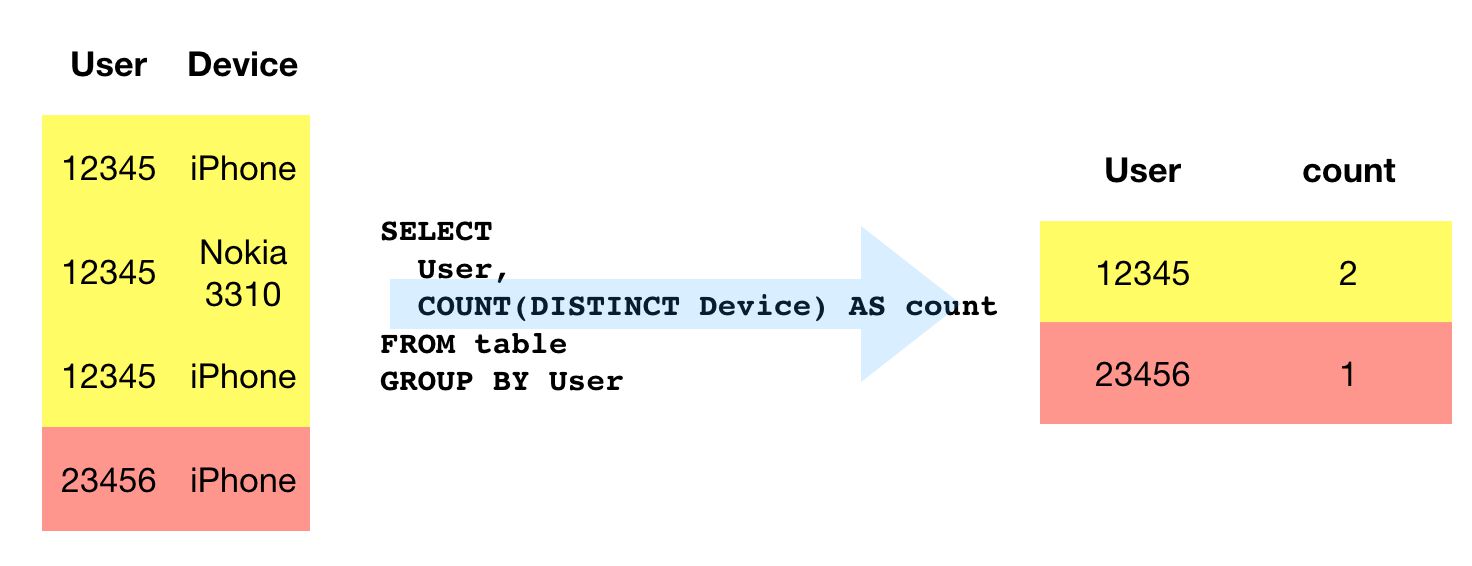 User Device
12345 iPhone
12345 Nokia
3310
12345 iPhone
23456 iPhone
SELECT
  User,
  COUNT(DISTINCT Device) AS count
FROM table
GROUP BY User
User count
12345 2
23456 1